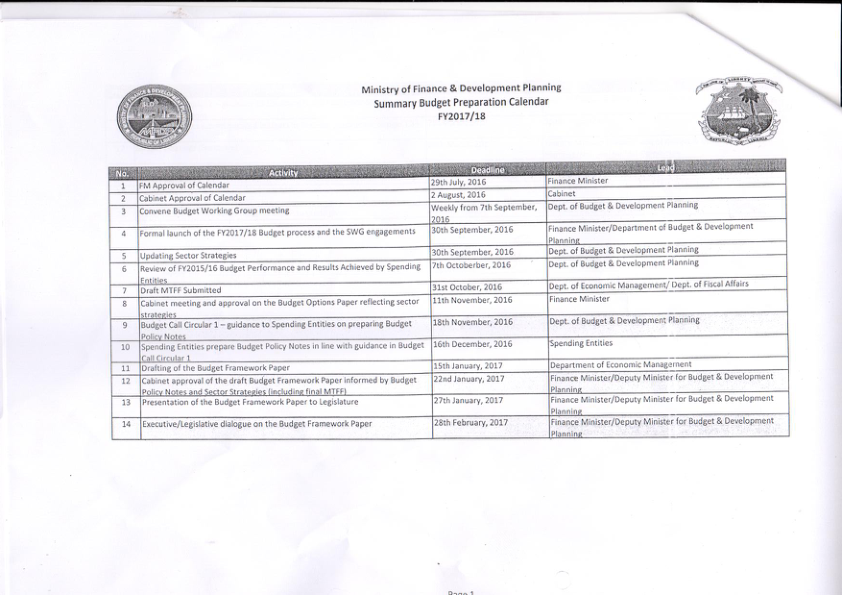 Ministry of Finance & Development Planning
Summary Budget Preparation Calendar
FY2017/18
No. Activity Deadline Lead
1 FM Approval of Calendar 29th July, 2016 Finance Minister
2 Cabinet Approval of Calendar 2 August, 2016 Cabinet
3 Convene Budget Working Group meeting Weekly from 7th September, Dept. of Budget & Development Planning
2016
4 Formal launch of the FY2017/18 Budget process and the SWG engagements 30th September, 2016 Finance Minister/Department of Budget & Development
Planning
5 Updating Sector Strategies 30th September, 2016 Dept. of Budget & Development Planning
6 Review of FY2015/16 Budget Performance and Results Achieved by Spending 7th Octoberber, 2016 Dept. of Budget & Development Planning
Entities
7 Draft MTFF Submitted 31st October, 2016 Dept. of Economic Management/ Dept. of Fiscal Affairs
8 Cabinet meeting and approval on the Budget Options Paper reflecting sector 11th November, 2016 Finance Minister
strategies
9 Budget Call Circular 1 – guidance to Spending Entities on preparing Budget 18th November, 2016 Dept. of Budget & Development Planning
Policy Notes
10 Spending Entities prepare Budget Policy Notes in line with guidance in Budget 16th December, 2016 Spending Entities
Call Circular 1
11 Drafting of the Budget Framework Paper 15th January, 2017 Department of Economic Management
12 Cabinet approval of the draft Budget Framework Paper informed by Budget 22nd January, 2017 Finance Minister/Deputy Minister for Budget & Development
Policy Notes and Sector Strategies (including final MTFF) Planning
13 Presentation of the Budget Framework Paper to Legislature 27th January, 2017 Finance Minister/Deputy Minister for Budget & Development
Planning
14 Executive/Legislative dialogue on the Budget Framework Paper 28th February, 2017 Finance Minister/Deputy Minister for Budget & Development
Planning
Page 1